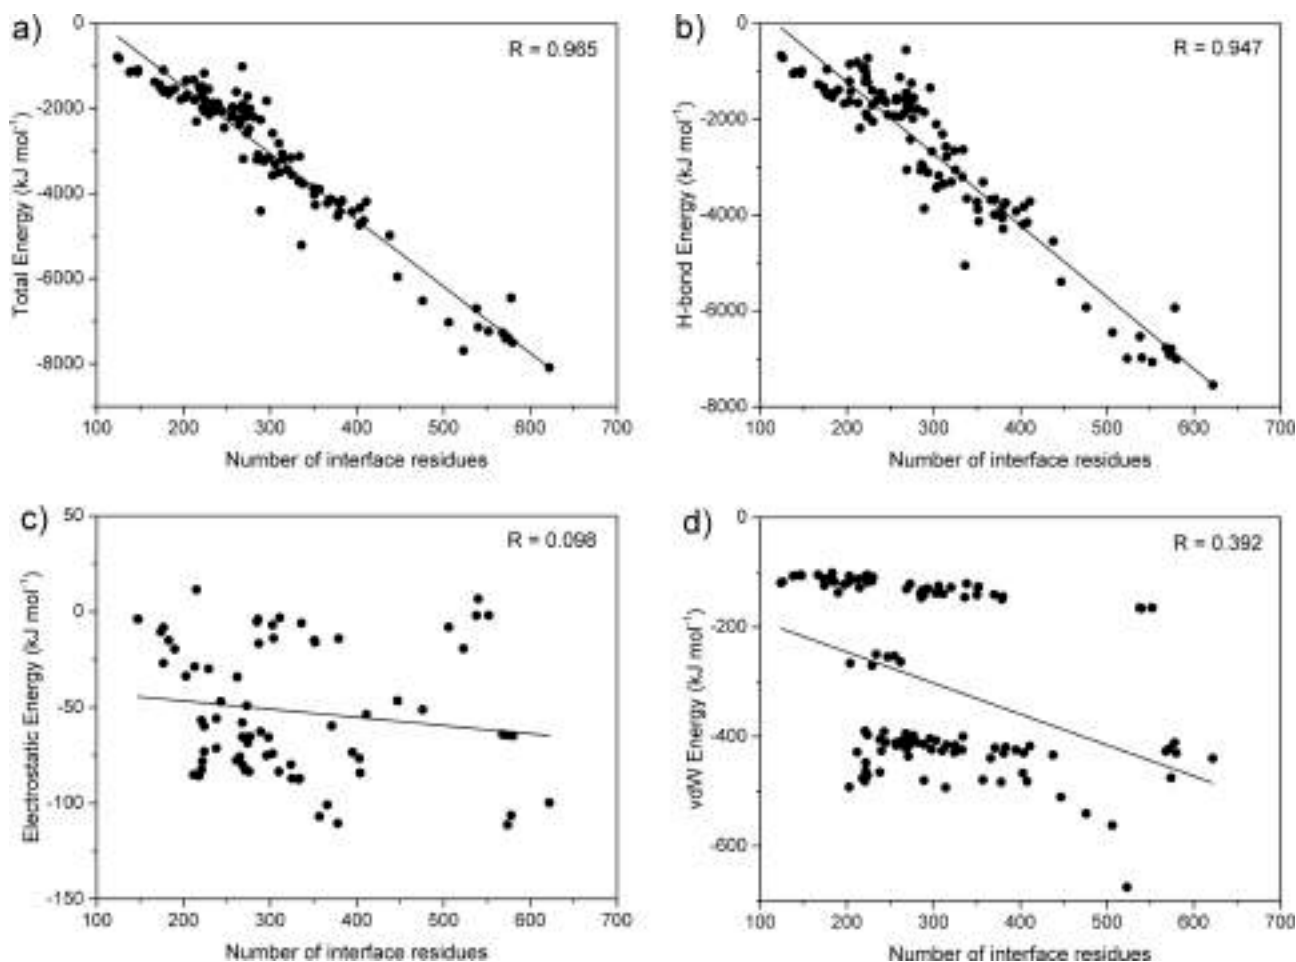 a)
R = 0.965
0
-2000
-4000
-6000
-8000
Total Energy (kJ mol⁻¹)
100 200 300 400 500 600 700
Number of interface residues
b)
R = 0.947
0
-2000
-4000
-6000
-8000
H-bond Energy (kJ mol⁻¹)
100 200 300 400 500 600 700
Number of interface residues
c)
R = 0.098
50
0
-50
-100
-150
Electrostatic Energy (kJ mol⁻¹)
100 200 300 400 500 600 700
Number of interface residues
d)
R = 0.392
0
-200
-400
-600
vdW Energy (kJ mol⁻¹)
100 200 300 400 500 600 700
Number of interface residues